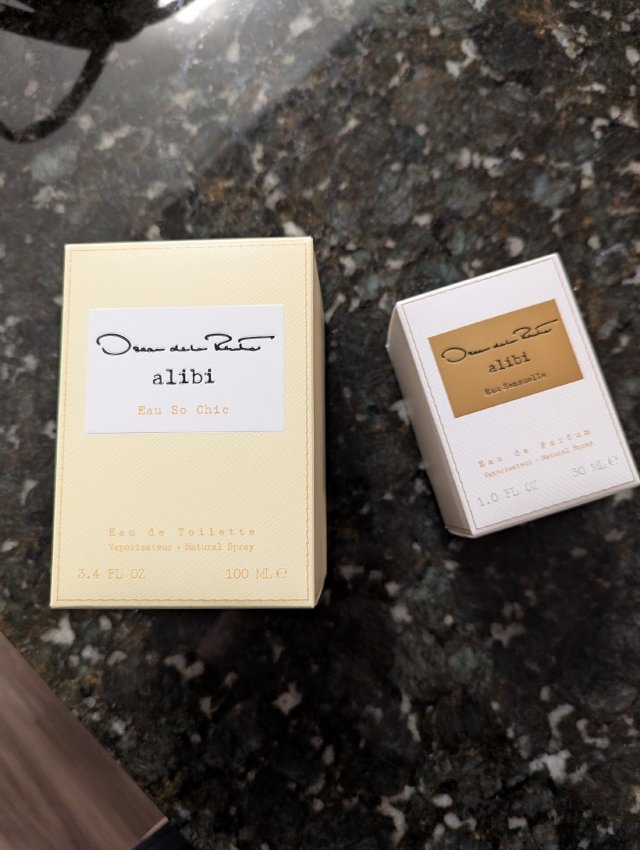 Oscar de la Renta
alibi
Eau So Chic
Eau de Toilette
Vaporisateur • Natural Spray
3.4 FL OZ 100 ML ℮
Oscar de la Renta
alibi
Eau Sensuelle
Eau de Parfum
Vaporisateur • Natural Spray
1.0 FL OZ 30 ML ℮